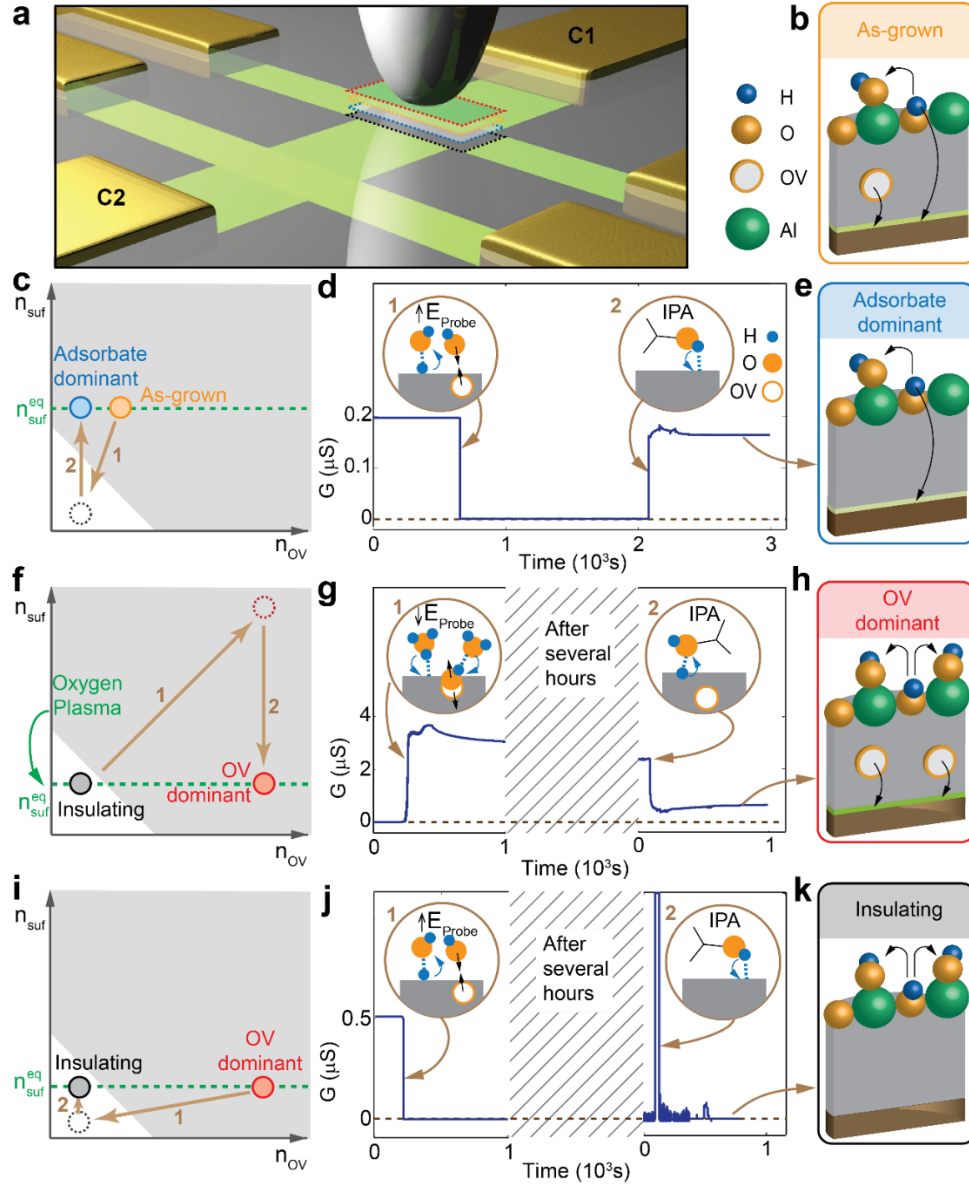 a
C1
C2
b
As-grown
H
O
OV
Al
c
n_suf
Adsorbate
dominant
As-grown
n_suf^eq
1
2
n_OV
d
1
↑E_Probe
2
IPA
H
O
OV
0.2
0.1
0
G (μS)
0
1
2
3
Time (10³s)
e
Adsorbate
dominant
f
n_suf
Oxygen
Plasma
1
2
n_suf^eq
Insulating
OV
dominant
n_OV
g
1
↓E_Probe
After
several
hours
2
IPA
4
2
0
G (μS)
0
1
0
1
Time (10³s)
h
OV
dominant
i
n_suf
Insulating
OV
dominant
n_suf^eq
2
1
n_OV
j
1
↑E_Probe
After
several
hours
2
IPA
0.5
0
G (μS)
0
1
0
1
Time (10³s)
k
Insulating